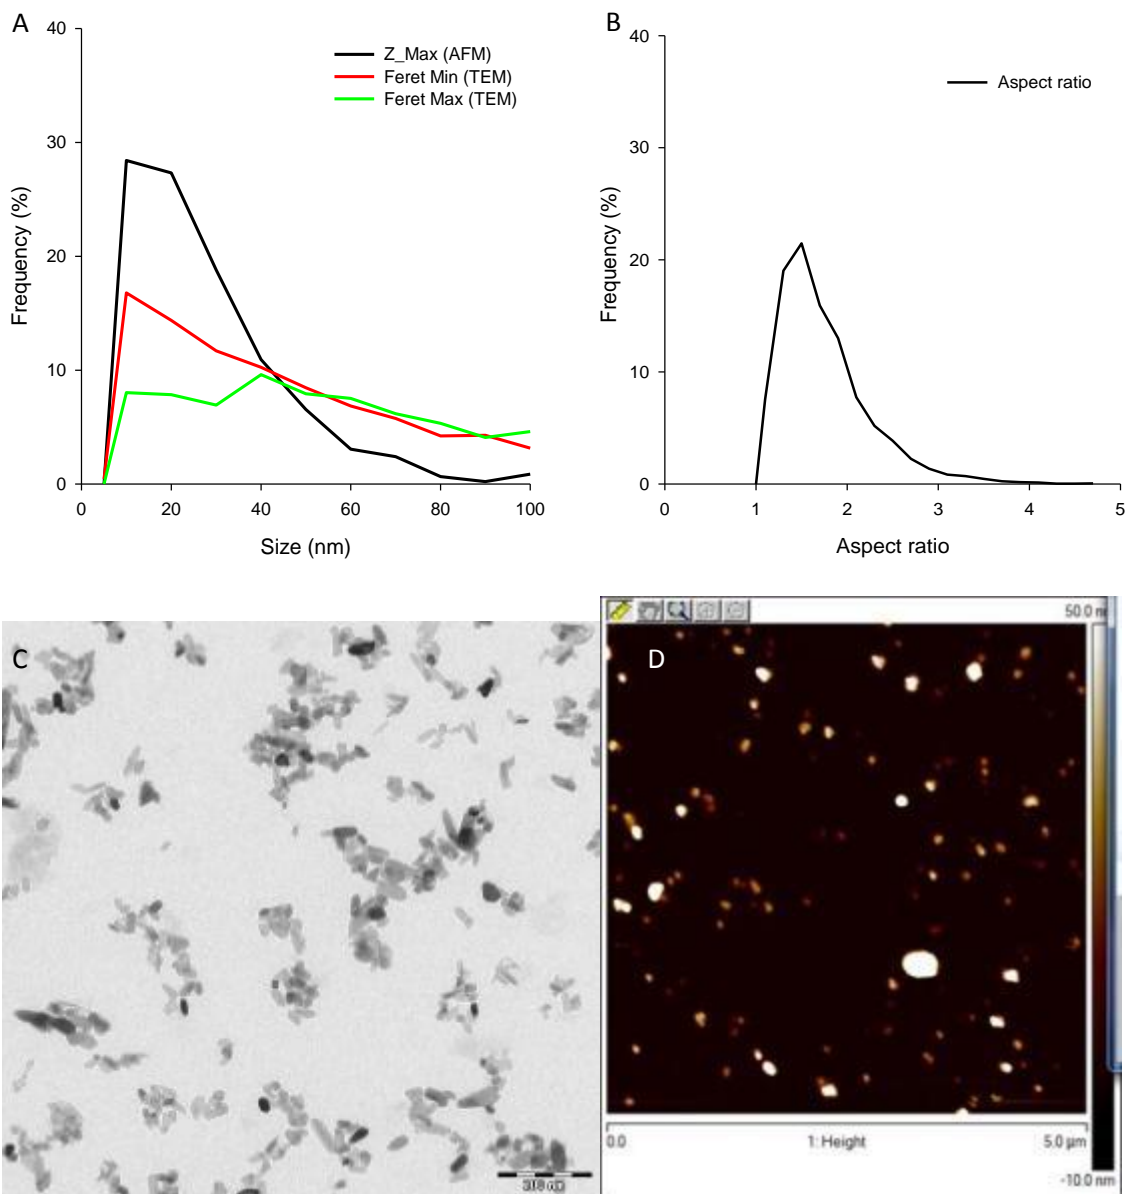 A
40
30
20
10
0
Frequency (%)
Z_Max (AFM)
Feret Min (TEM)
Feret Max (TEM)
0 20 40 60 80 100
Size (nm)
B
40
30
20
10
0
Frequency (%)
Aspect ratio
0 1 2 3 4 5
Aspect ratio
C
D
50.0
0.0 1: Height 5.0 µm
-10.0 nm